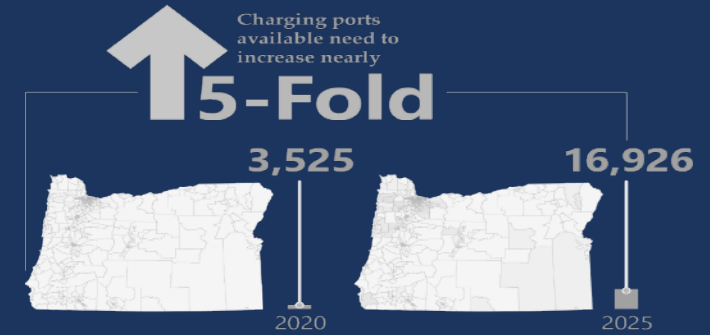 Charging ports
available need to
increase nearly
5-Fold
3,525
16,926
2020
2025